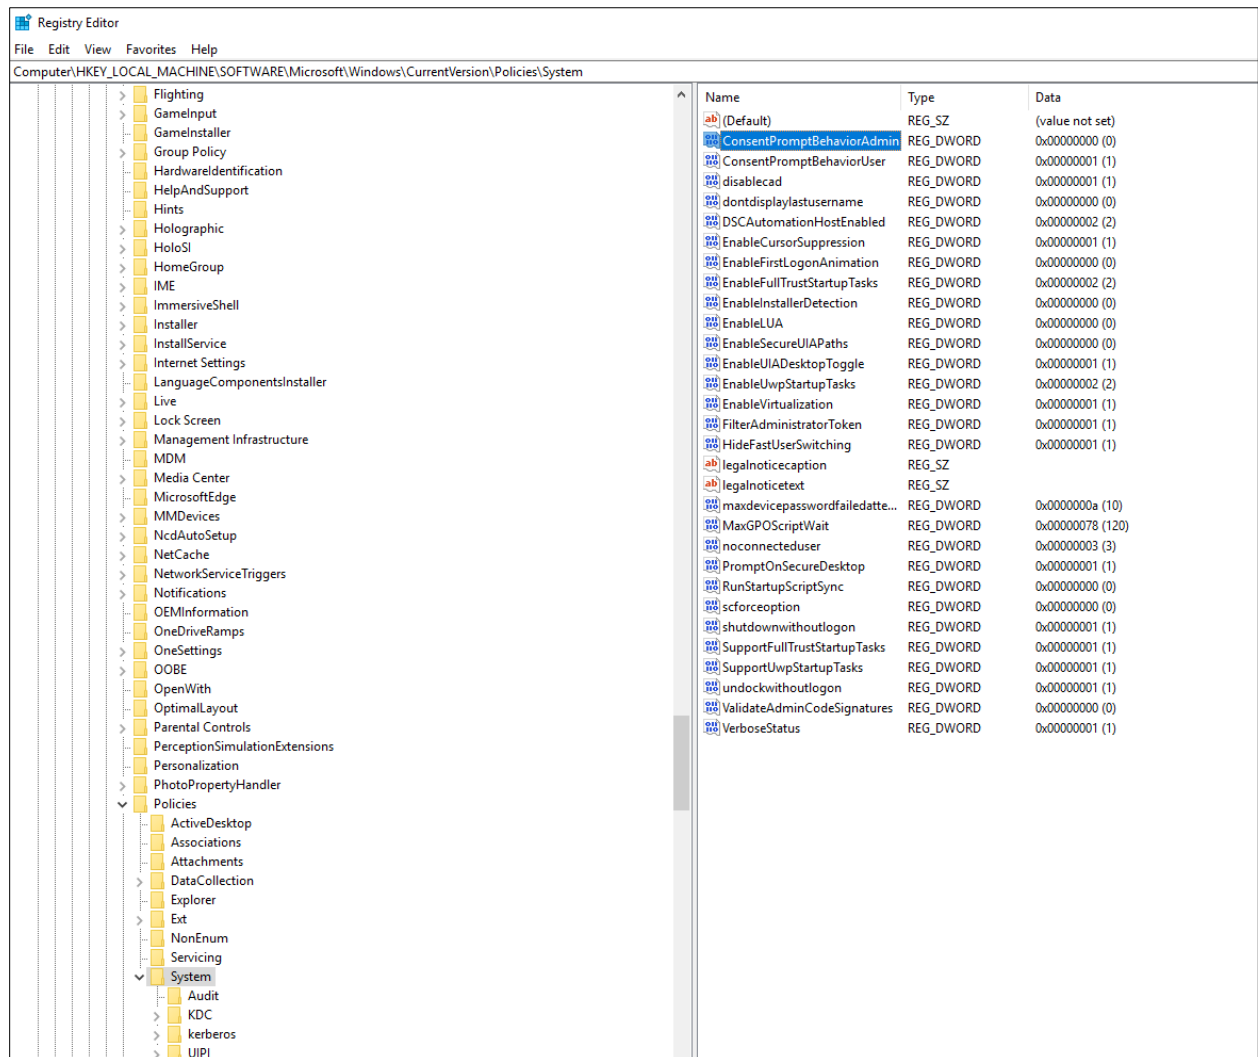 Registry Editor
File Edit View Favorites Help
Computer\HKEY_LOCAL_MACHINE\SOFTWARE\Microsoft\Windows\CurrentVersion\Policies\System
Flighting
GameInput
GameInstaller
Group Policy
HardwareIdentification
HelpAndSupport
Hints
Holographic
HoloSI
HomeGroup
IME
ImmersiveShell
Installer
InstallService
Internet Settings
LanguageComponentsInstaller
Live
Lock Screen
Management Infrastructure
MDM
Media Center
MicrosoftEdge
MMDevices
NcdAutoSetup
NetCache
NetworkServiceTriggers
Notifications
OEMInformation
OneDriveRamps
OneSettings
OOBE
OpenWith
OptimalLayout
Parental Controls
PerceptionSimulationExtensions
Personalization
PhotoPropertyHandler
Policies
ActiveDesktop
Associations
Attachments
DataCollection
Explorer
Ext
NonEnum
Servicing
System
Audit
KDC
kerberos
UIPI
Name Type Data
(Default) REG_SZ (value not set)
ConsentPromptBehaviorAdmin REG_DWORD 0x00000000 (0)
ConsentPromptBehaviorUser REG_DWORD 0x00000001 (1)
disablecad REG_DWORD 0x00000001 (1)
dontdisplaylastusername REG_DWORD 0x00000000 (0)
DSCAutomationHostEnabled REG_DWORD 0x00000002 (2)
EnableCursorSuppression REG_DWORD 0x00000001 (1)
EnableFirstLogonAnimation REG_DWORD 0x00000000 (0)
EnableFullTrustStartupTasks REG_DWORD 0x00000002 (2)
EnableInstallerDetection REG_DWORD 0x00000000 (0)
EnableLUA REG_DWORD 0x00000000 (0)
EnableSecureUIAPaths REG_DWORD 0x00000000 (0)
EnableUIADesktopToggle REG_DWORD 0x00000001 (1)
EnableUwpStartupTasks REG_DWORD 0x00000002 (2)
EnableVirtualization REG_DWORD 0x00000001 (1)
FilterAdministratorToken REG_DWORD 0x00000001 (1)
HideFastUserSwitching REG_DWORD 0x00000001 (1)
legalnoticecaption REG_SZ
legalnoticetext REG_SZ
maxdevicepasswordfailedatte... REG_DWORD 0x0000000a (10)
MaxGPOScriptWait REG_DWORD 0x00000078 (120)
noconnecteduser REG_DWORD 0x00000003 (3)
PromptOnSecureDesktop REG_DWORD 0x00000001 (1)
RunStartupScriptSync REG_DWORD 0x00000000 (0)
scforceoption REG_DWORD 0x00000000 (0)
shutdownwithoutlogon REG_DWORD 0x00000001 (1)
SupportFullTrustStartupTasks REG_DWORD 0x00000001 (1)
SupportUwpStartupTasks REG_DWORD 0x00000001 (1)
undockwithoutlogon REG_DWORD 0x00000001 (1)
ValidateAdminCodeSignatures REG_DWORD 0x00000000 (0)
VerboseStatus REG_DWORD 0x00000001 (1)